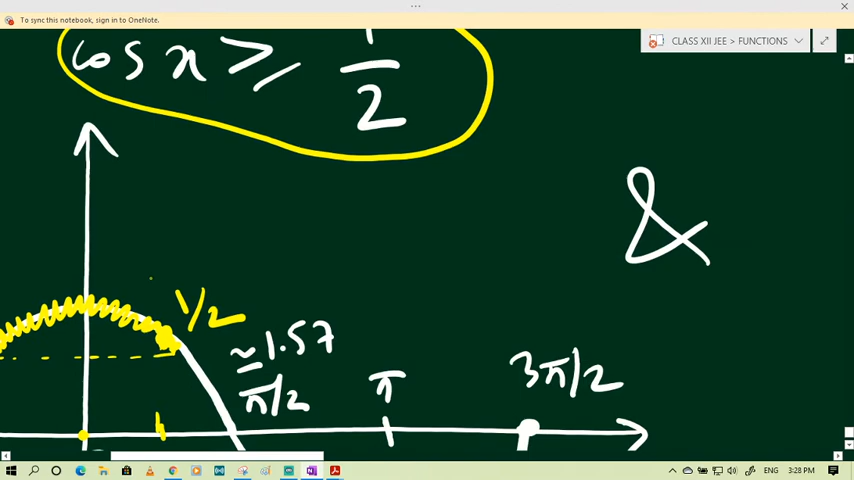 To sync this notebook, sign in to OneNote.
CLASS XII JEE > FUNCTIONS
cos x ≥ 1/2
&
1/2
≃ 1.57
π/2
π
3π/2
ENG
3:28 PM